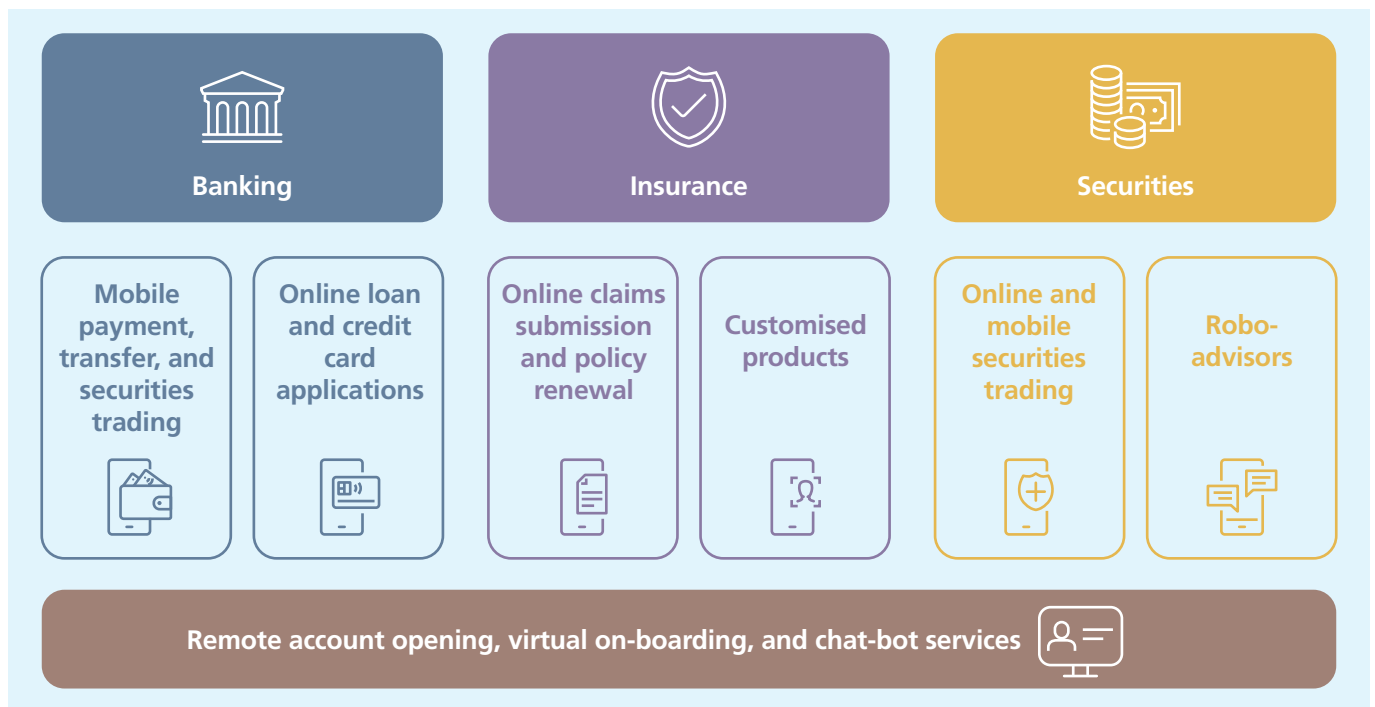 Banking
Insurance
Securities
Mobile
payment,
transfer, and
securities
trading
Online loan
and credit
card
applications
Online claims
submission
and policy
renewal
Customised
products
Online and
mobile
securities
trading
Robo-
advisors
Remote account opening, virtual on-boarding, and chat-bot services